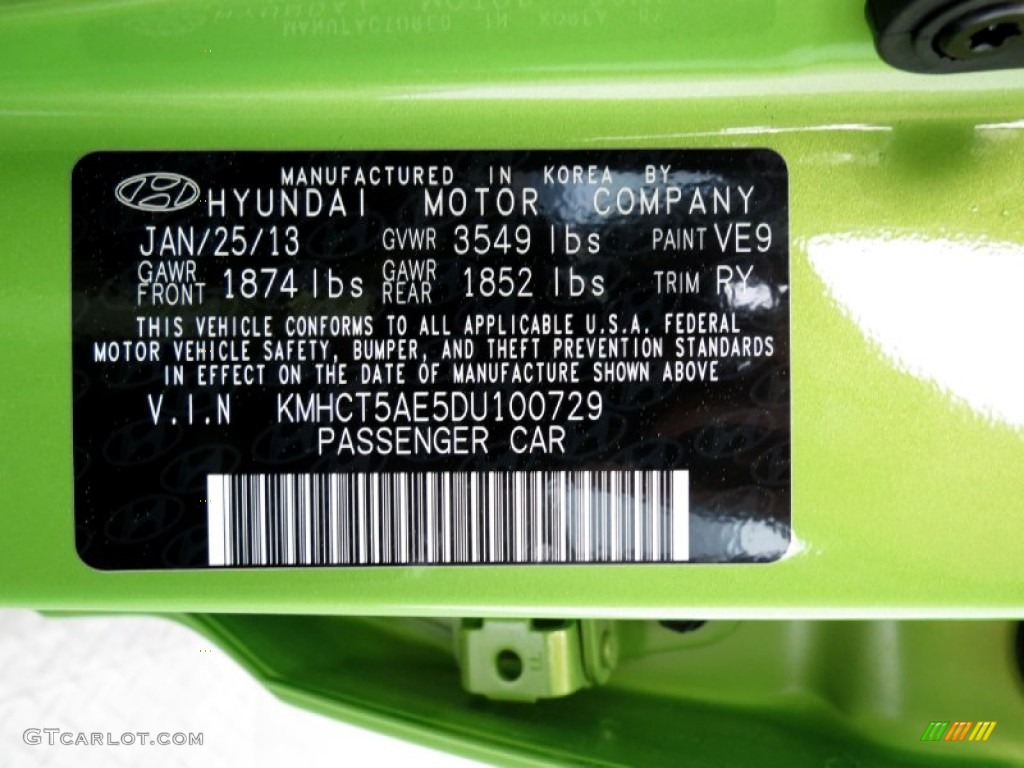 MANUFACTURED IN KOREA BY
HYUNDAI MOTOR COMPANY
JAN/25/13 GVWR 3549 lbs PAINT VE9
GAWR FRONT 1874 lbs GAWR REAR 1852 lbs TRIM RY
THIS VEHICLE CONFORMS TO ALL APPLICABLE U.S.A. FEDERAL
MOTOR VEHICLE SAFETY, BUMPER, AND THEFT PREVENTION STANDARDS
IN EFFECT ON THE DATE OF MANUFACTURE SHOWN ABOVE
V.I.N KMHCT5AE5DU100729
PASSENGER CAR
GTCARLOT.COM